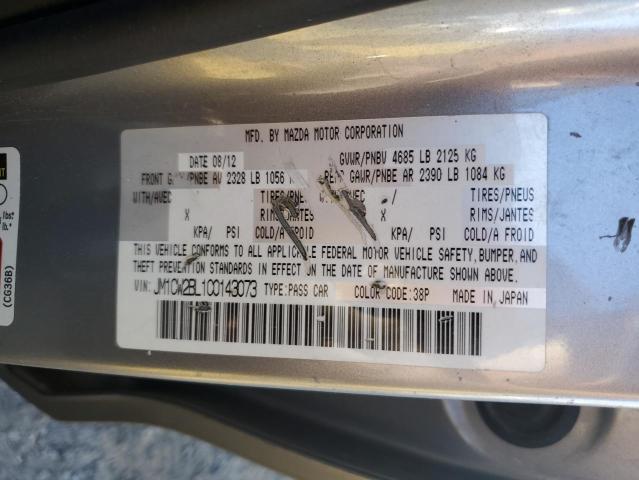 MFD. BY MAZDA MOTOR CORPORATION
DATE 08/12 GVWR/PNBV 4685 LB 2125 KG
FRONT /PNBE AV 2328 LB 1056 GAWR/PNBE AR 2390 LB 1084 KG
WITH/AVEC TIRES/ TIRES/PNEUS
X RIMS/JANTES X RIMS/JANTES
KPA/ PSI COLD/A FROID KPA/ PSI COLD/A FROID
THIS VEHICLE CONFORMS TO ALL APPLICABLE FEDERAL MOTOR VEHICLE SAFETY, BUMPER, AND
THEFT PREVENTION STANDARDS IN EFFECT ON THE DATE OF MANUFACTURE SHOWN ABOVE.
VIN: JM1CW2BL1C0143073 TYPE:PASS CAR COLOR CODE:38P MADE IN JAPAN
lbs'
lb.'
(CG36B)